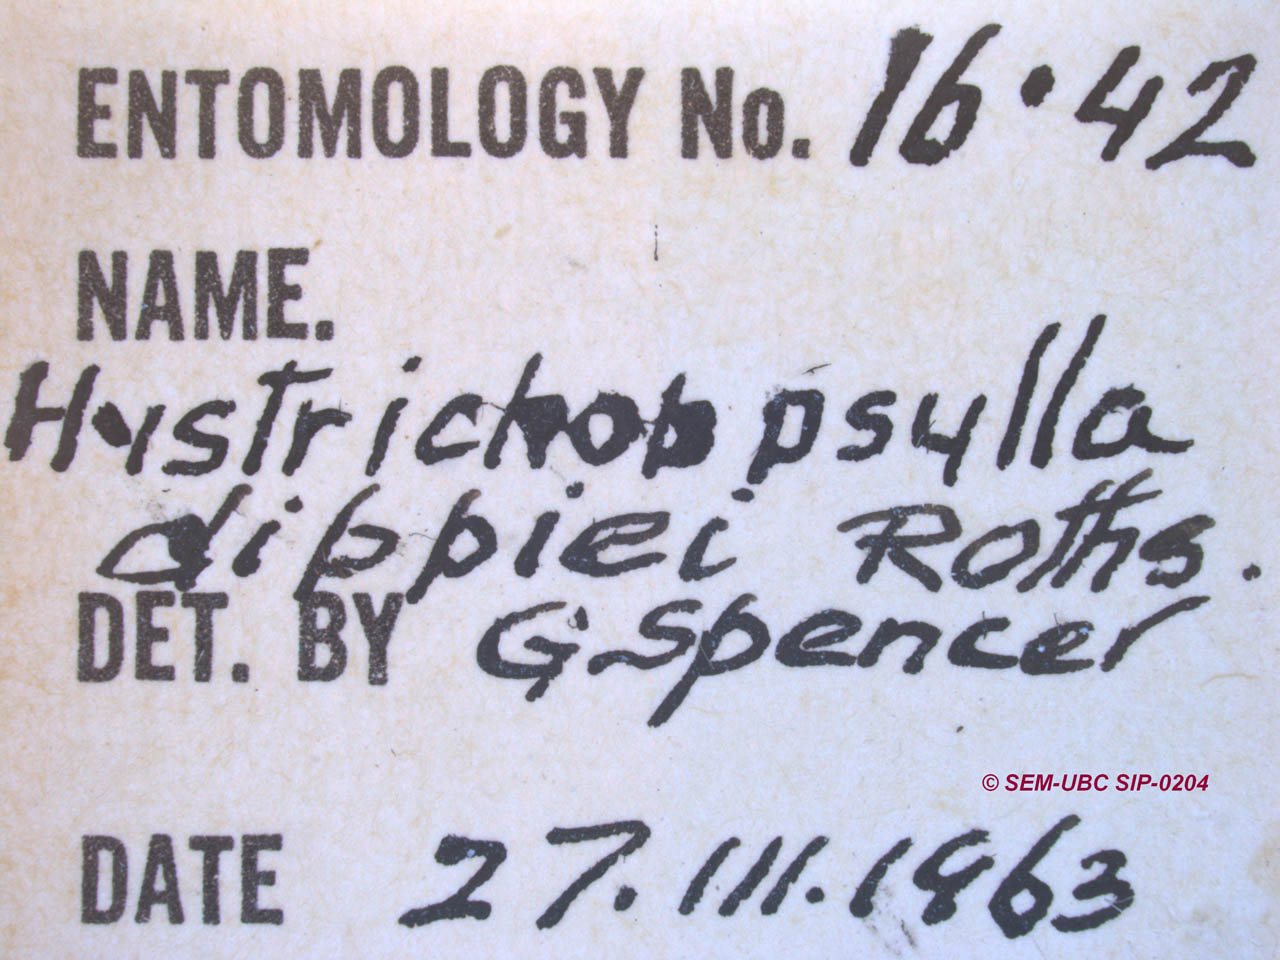 ENTOMOLOGY No. 16·42
NAME.
Hystrichopsylla
dippiei Roths.
DET. BY G Spencer
© SEM-UBC SIP-0204
DATE 27.III.1963